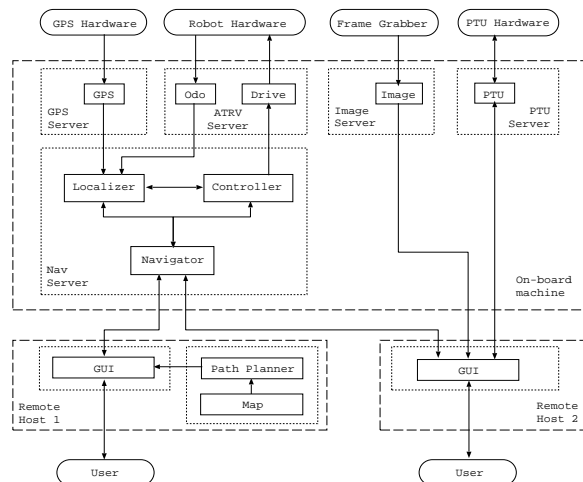 GPS Hardware
Robot Hardware
Frame Grabber
PTU Hardware
GPS
Odo
Drive
Image
PTU
GPS
Server
ATRV
Server
Image
Server
PTU
Server
Localizer
Controller
Navigator
Nav
Server
On-board
machine
GUI
Path Planner
Map
GUI
Remote
Host 1
Remote
Host 2
User
User